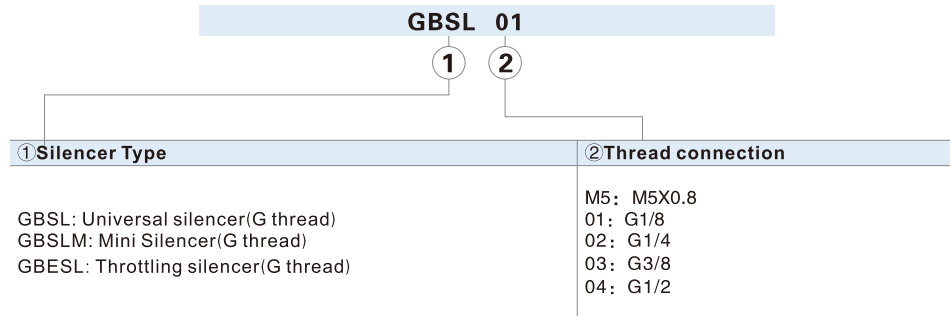 GBSL 01
① ②
①Silencer Type
GBSL: Universal silencer(G thread)
GBSLM: Mini Silencer(G thread)
GBESL: Throttling silencer(G thread)
②Thread connection
M5：M5X0.8
01：G1/8
02：G1/4
03：G3/8
04：G1/2